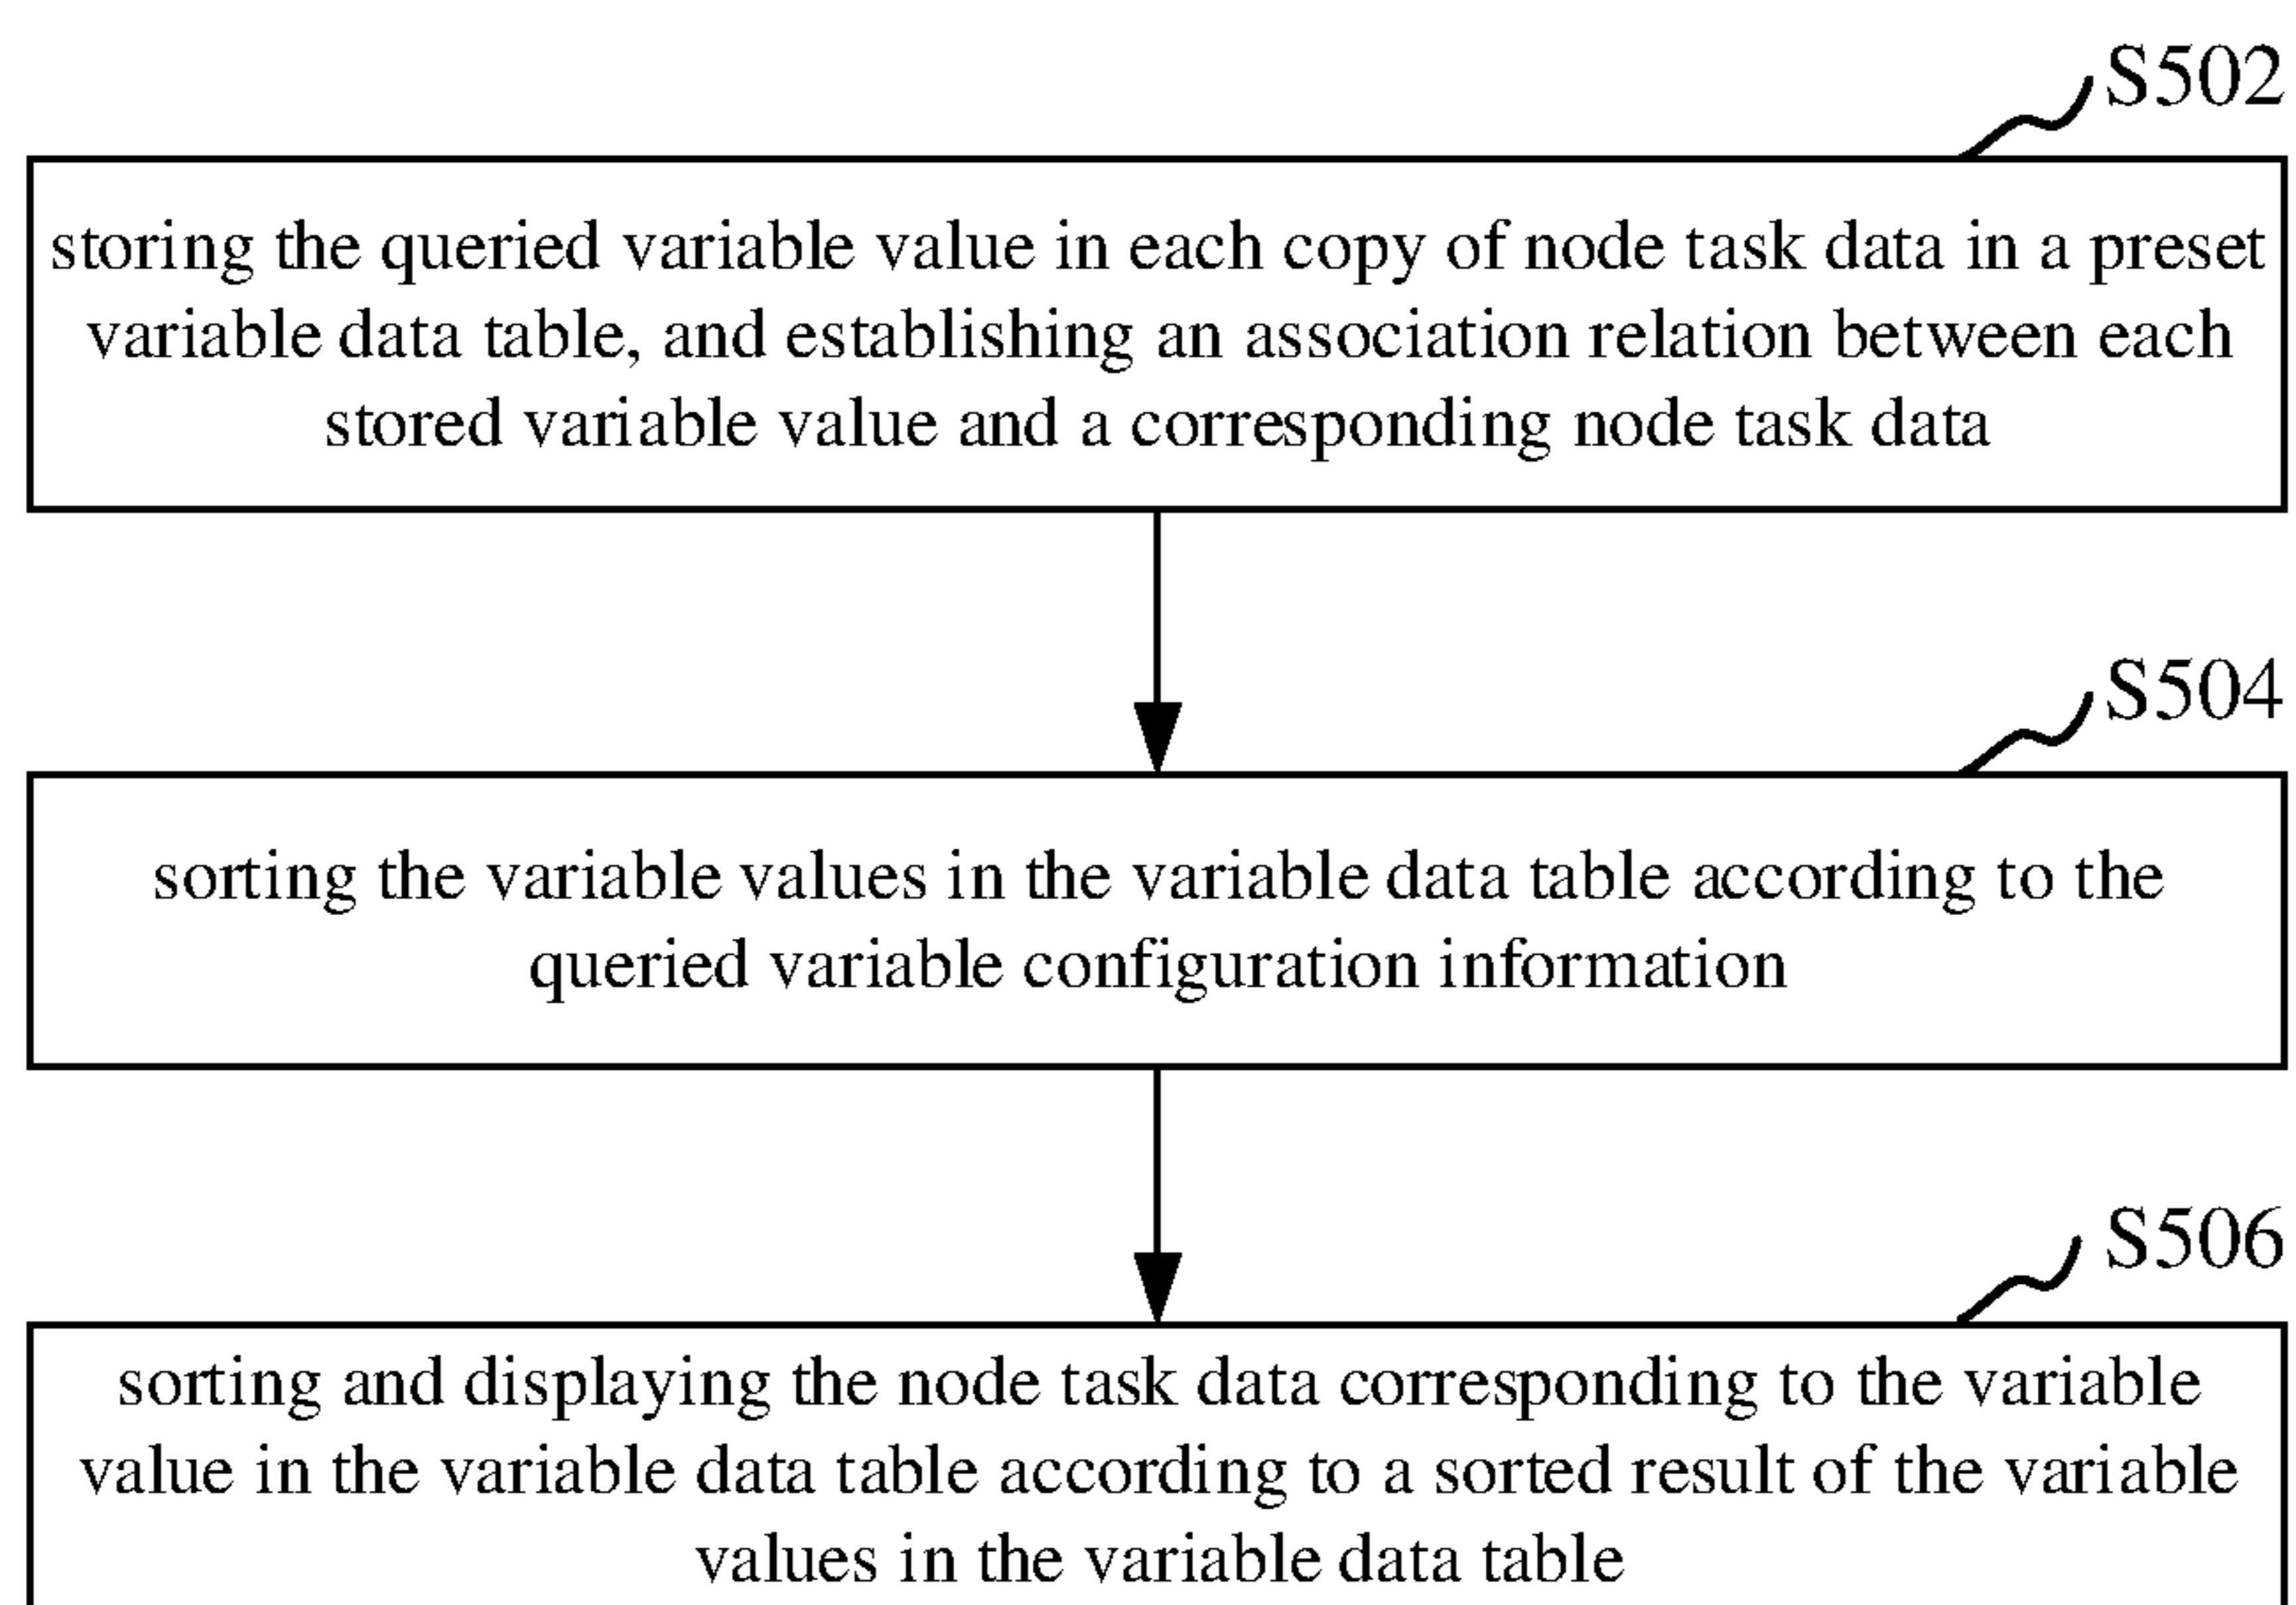 S502
storing the queried variable value in each copy of node task data in a preset
variable data table, and establishing an association relation between each
stored variable value and a corresponding node task data
S504
sorting the variable values in the variable data table according to the
queried variable configuration information
S506
sorting and displaying the node task data corresponding to the variable
value in the variable data table according to a sorted result of the variable
values in the variable data table